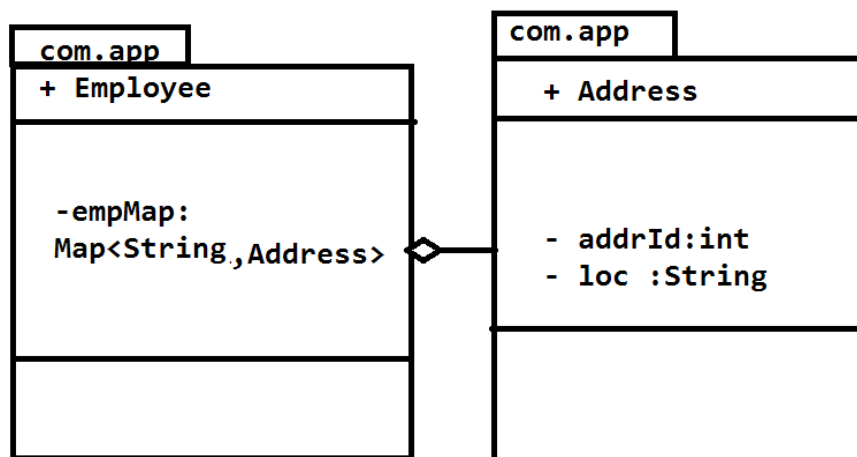 com.app
+ Employee
-empMap:
Map<String,Address>
com.app
+ Address
- addrId:int
- loc :String